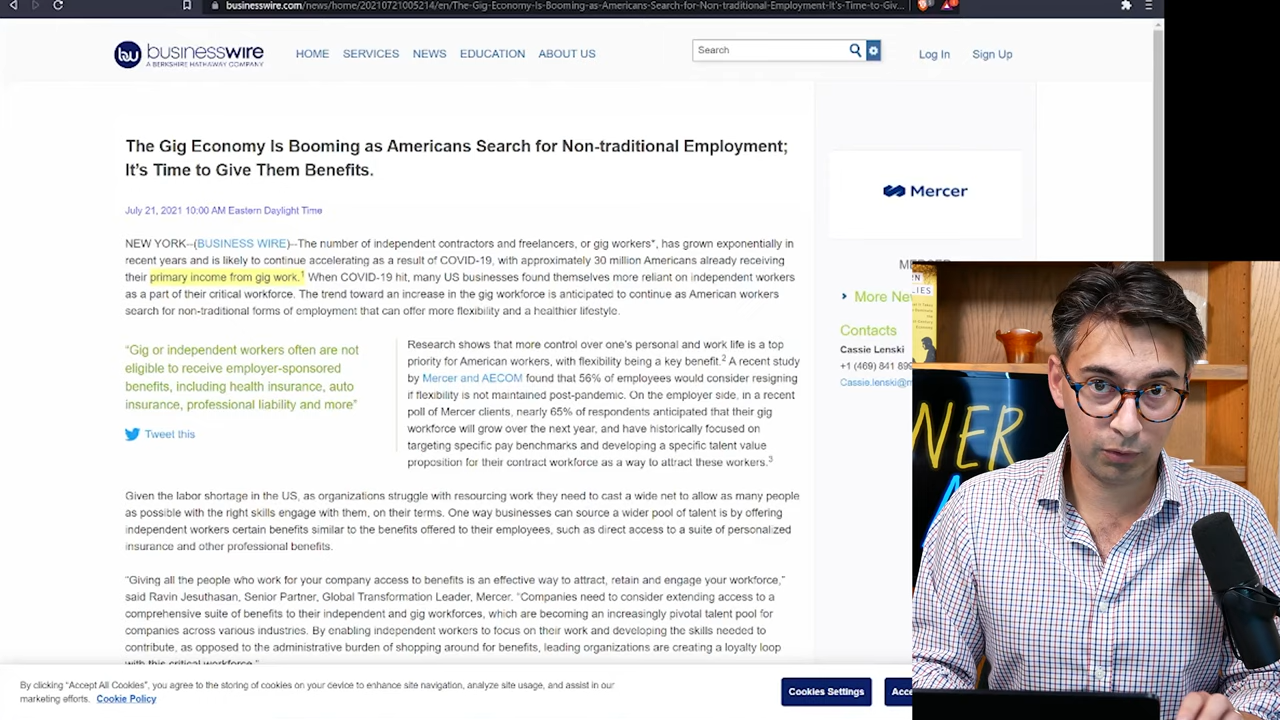 businesswire.com/news/home/20210721005214/en/The-Gig-Economy-Is-Booming-as-Americans-Search-for-Non-traditional-Employment-It's-Time-to-Giv...
businesswire
A BERKSHIRE HATHAWAY COMPANY
HOME SERVICES NEWS EDUCATION ABOUT US
Search
Log In Sign Up
The Gig Economy Is Booming as Americans Search for Non-traditional Employment;
It's Time to Give Them Benefits.
July 21, 2021 10:00 AM Eastern Daylight Time
NEW YORK--(BUSINESS WIRE)--The number of independent contractors and freelancers, or gig workers*, has grown exponentially in
recent years and is likely to continue accelerating as a result of COVID-19, with approximately 30 million Americans already receiving
their primary income from gig work.1 When COVID-19 hit, many US businesses found themselves more reliant on independent workers
as a part of their critical workforce. The trend toward an increase in the gig workforce is anticipated to continue as American workers
search for non-traditional forms of employment that can offer more flexibility and a healthier lifestyle.
"Gig or independent workers often are not
eligible to receive employer-sponsored
benefits, including health insurance, auto
insurance, professional liability and more"
Tweet this
Research shows that more control over one's personal and work life is a top
priority for American workers, with flexibility being a key benefit.2 A recent study
by Mercer and AECOM found that 56% of employees would consider resigning
if flexibility is not maintained post-pandemic. On the employer side, in a recent
poll of Mercer clients, nearly 65% of respondents anticipated that their gig
workforce will grow over the next year, and have historically focused on
targeting specific pay benchmarks and developing a specific talent value
proposition for their contract workforce as a way to attract these workers.3
Given the labor shortage in the US, as organizations struggle with resourcing work they need to cast a wide net to allow as many people
as possible with the right skills engage with them, on their terms. One way businesses can source a wider pool of talent is by offering
independent workers certain benefits similar to the benefits offered to their employees, such as direct access to a suite of personalized
insurance and other professional benefits.
"Giving all the people who work for your company access to benefits is an effective way to attract, retain and engage your workforce,"
said Ravin Jesuthasan, Senior Partner, Global Transformation Leader, Mercer. "Companies need to consider extending access to a
comprehensive suite of benefits to their independent and gig workforces, which are becoming an increasingly pivotal talent pool for
companies across various industries. By enabling independent workers to focus on their work and developing the skills needed to
contribute, as opposed to the administrative burden of shopping around for benefits, leading organizations are creating a loyalty loop
with this critical workforce."
Mercer
MERCER
More Ne
Contacts
Cassie Lenski
+1 (469) 841 899
Cassie.lenski@m
NER
By clicking "Accept All Cookies", you agree to the storing of cookies on your device to enhance site navigation, analyze site usage, and assist in our
marketing efforts. Cookie Policy
Cookies Settings
Acce